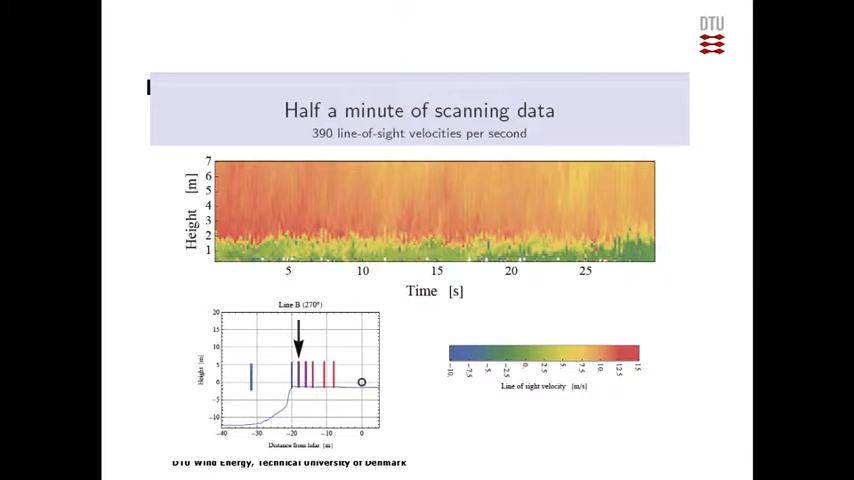 DTU
Half a minute of scanning data
390 line-of-sight velocities per second
7
6
5
4
3
2
1
Height [m]
5 10 15 20 25
Time [s]
Line B (270°)
20
15
10
5
0
-5
-10
Height [m]
-40 -30 -20 -10 0
Distance from lidar [m]
-10. -7.5 -5. -2.5 0. 2.5 5. 7.5 10. 12.5 15.
Line of sight velocity [m/s]
DTU Wind Energy, Technical University of Denmark